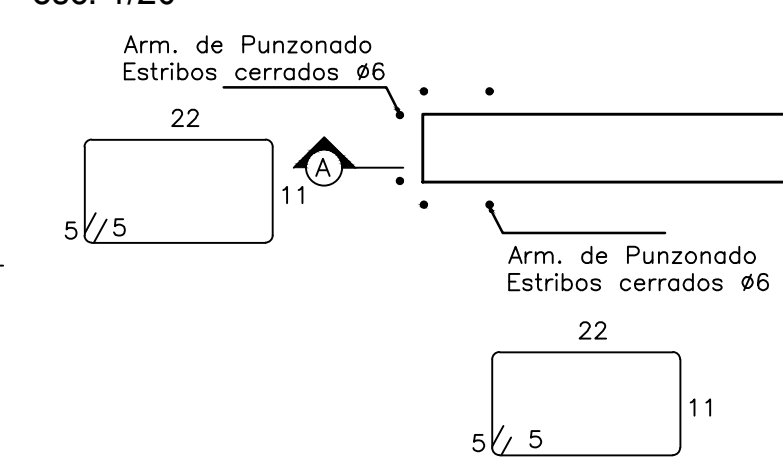 Arm. de Punzonado
Estribos cerrados ø6
22
A
11
5 5
Arm. de Punzonado
Estribos cerrados ø6
22
11
5 5